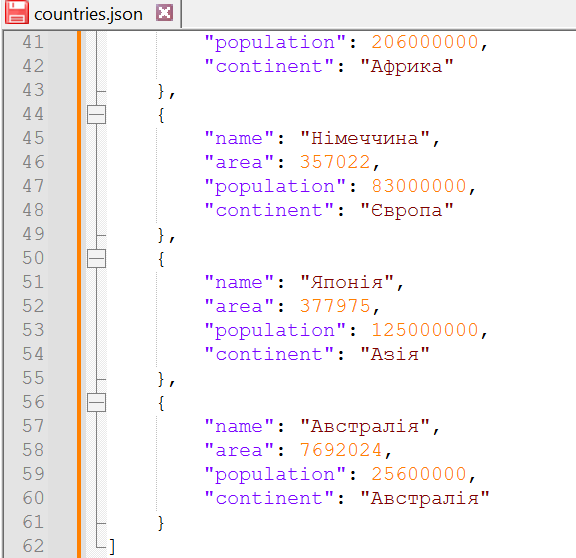 countries.json
41 "population": 206000000,
42 "continent": "Африка"
43 },
44 {
45 "name": "Німеччина",
46 "area": 357022,
47 "population": 83000000,
48 "continent": "Європа"
49 },
50 {
51 "name": "Японія",
52 "area": 377975,
53 "population": 125000000,
54 "continent": "Азія"
55 },
56 {
57 "name": "Австралія",
58 "area": 7692024,
59 "population": 25600000,
60 "continent": "Австралія"
61 }
62 ]